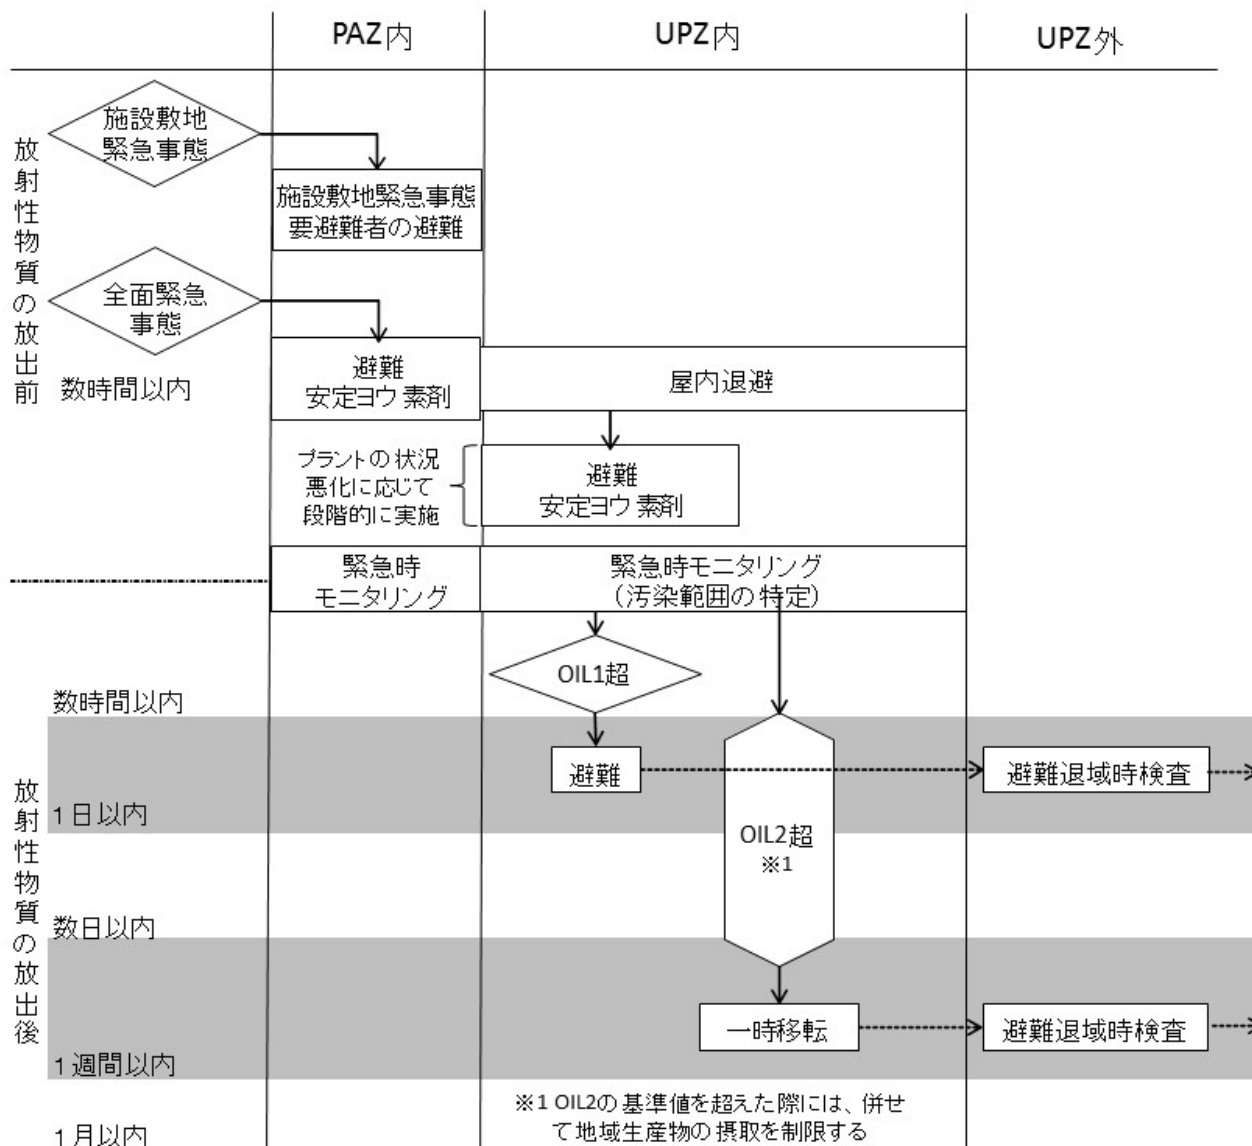 PAZ内
UPZ内
UPZ外
放射性物質の放出前
施設敷地
緊急事態
施設敷地緊急事態
要避難者の避難
全面緊急
事態
数時間以内
避難
安定ヨウ素剤
屋内退避
プラントの状況
悪化に応じて
段階的に実施
避難
安定ヨウ素剤
緊急時
モニタリング
緊急時モニタリング
（汚染範囲の特定）
放射性物質の放出後
OIL1超
数時間以内
避難
避難退域時検査
1日以内
OIL2超
※1
数日以内
一時移転
避難退域時検査
1週間以内
※1 OIL2の基準値を超えた際には、併せ
て地域生産物の摂取を制限する
1月以内